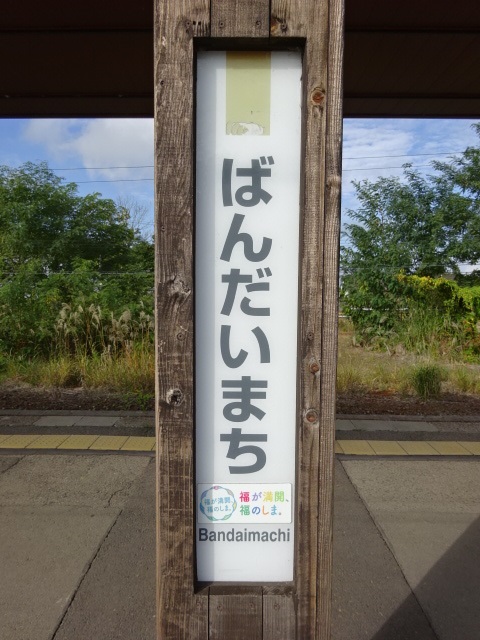 ばんだいまち
福が満開、
福のしま。
福が満開、
福のしま。
Bandaimachi